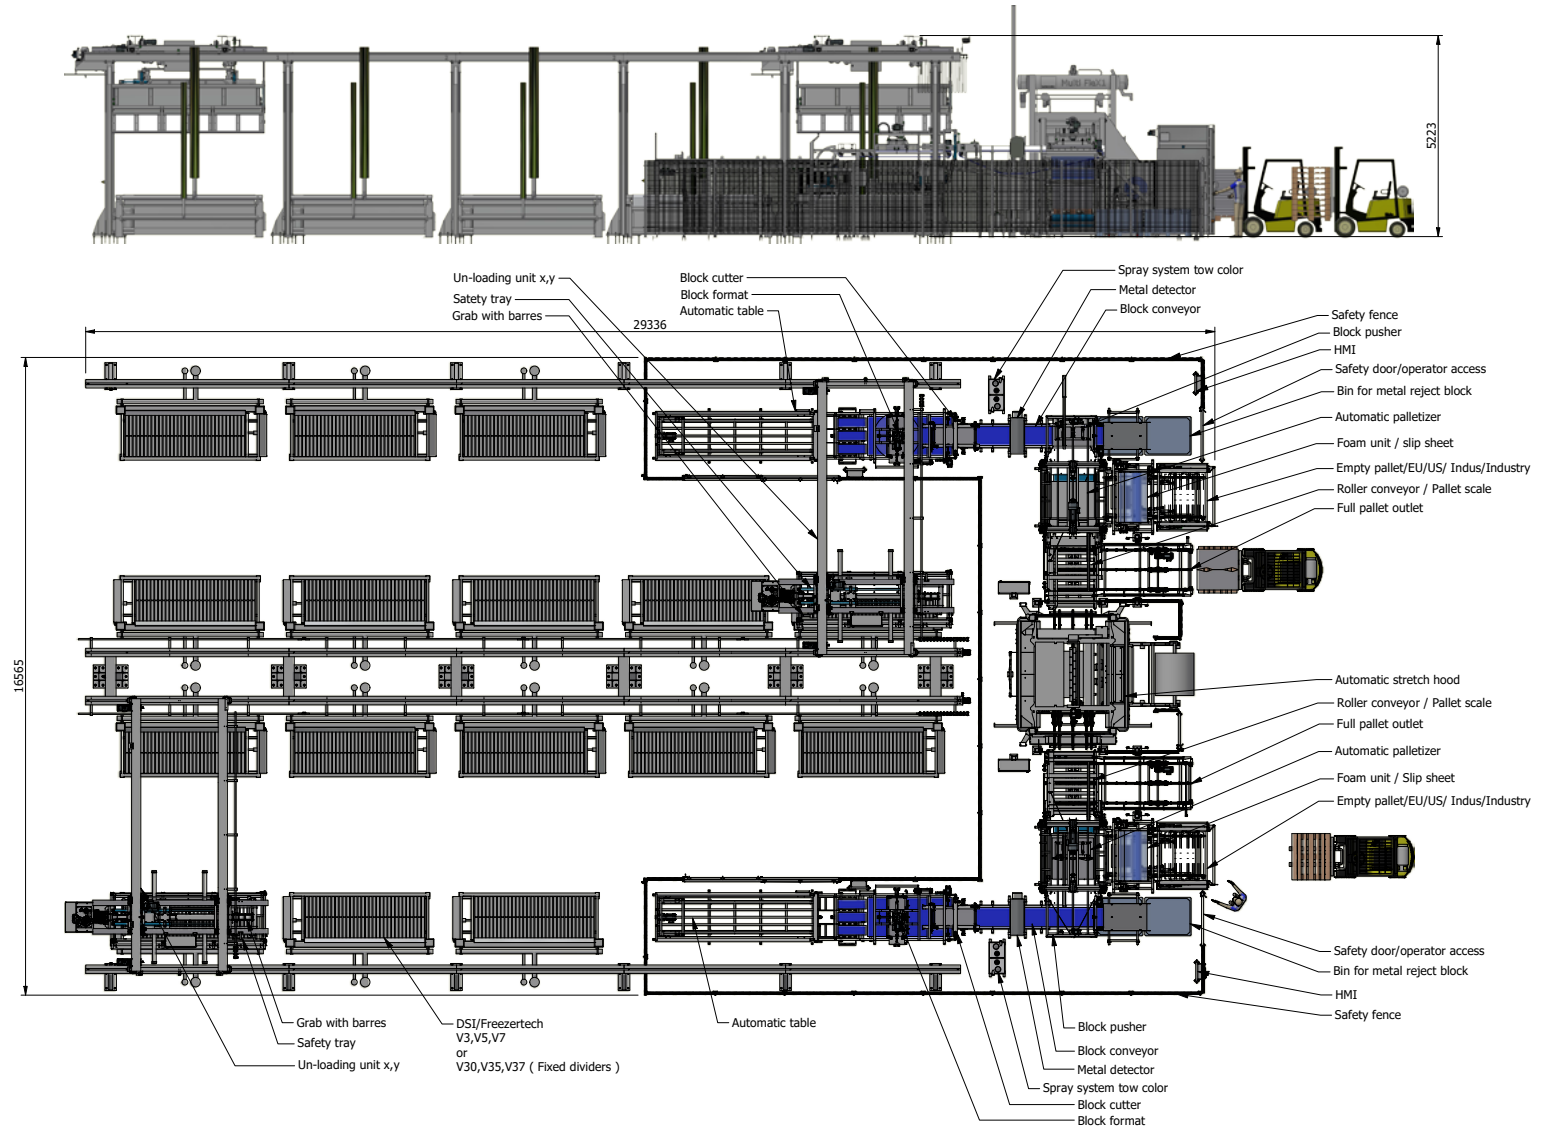 Multi FleX1
5223
Un-loading unit x,y
Satety tray
Grab with barres
Block cutter
Block format
Automatic table
Spray system tow color
Metal detector
Block conveyor
29336
Safety fence
Block pusher
HMI
Safety door/operator access
Bin for metal reject block
Automatic palletizer
Foam unit / slip sheet
Empty pallet/EU/US/ Indus/Industry
Roller conveyor / Pallet scale
Full pallet outlet
16565
Automatic stretch hood
Roller conveyor / Pallet scale
Full pallet outlet
Automatic palletizer
Foam unit / Slip sheet
Empty pallet/EU/US/ Indus/Industry
Safety door/operator access
Bin for metal reject block
HMI
Safety fence
Grab with barres
Safety tray
Un-loading unit x,y
DSI/Freezertech
V3,V5,V7
or
V30,V35,V37 ( Fixed dividers )
Automatic table
Block pusher
Block conveyor
Metal detector
Spray system tow color
Block cutter
Block format